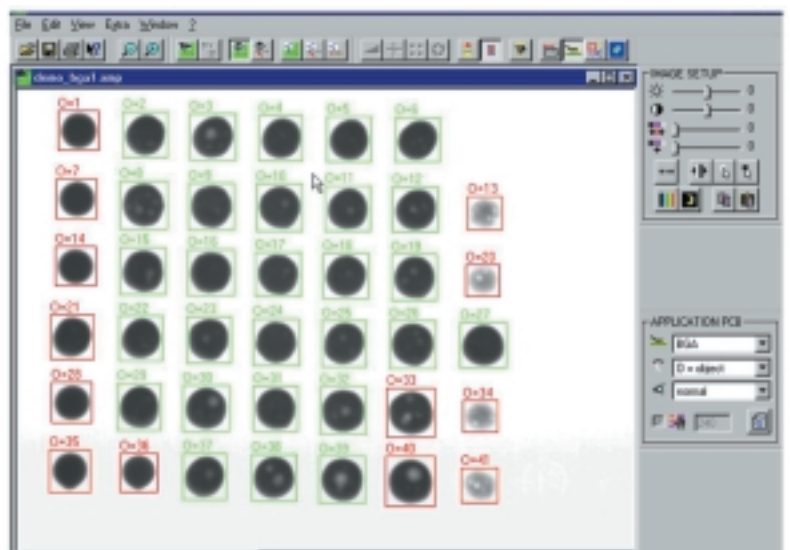 File Edit View Extra Window ?
demo_bga1.amp
O=1 O=2 O=3 O=4 O=5 O=6
O=7 O=8 O=9 O=10 O=11 O=12 O=13
O=14 O=15 O=16 O=17 O=18 O=19 O=20
O=21 O=22 O=23 O=24 O=25 O=26 O=27
O=28 O=29 O=30 O=31 O=32 O=33 O=34
O=35 O=36 O=37 O=38 O=39 O=40 O=41
IMAGE SETUP
0
0
0
0
APPLICATION PCB
BGA
O = object
normal
240